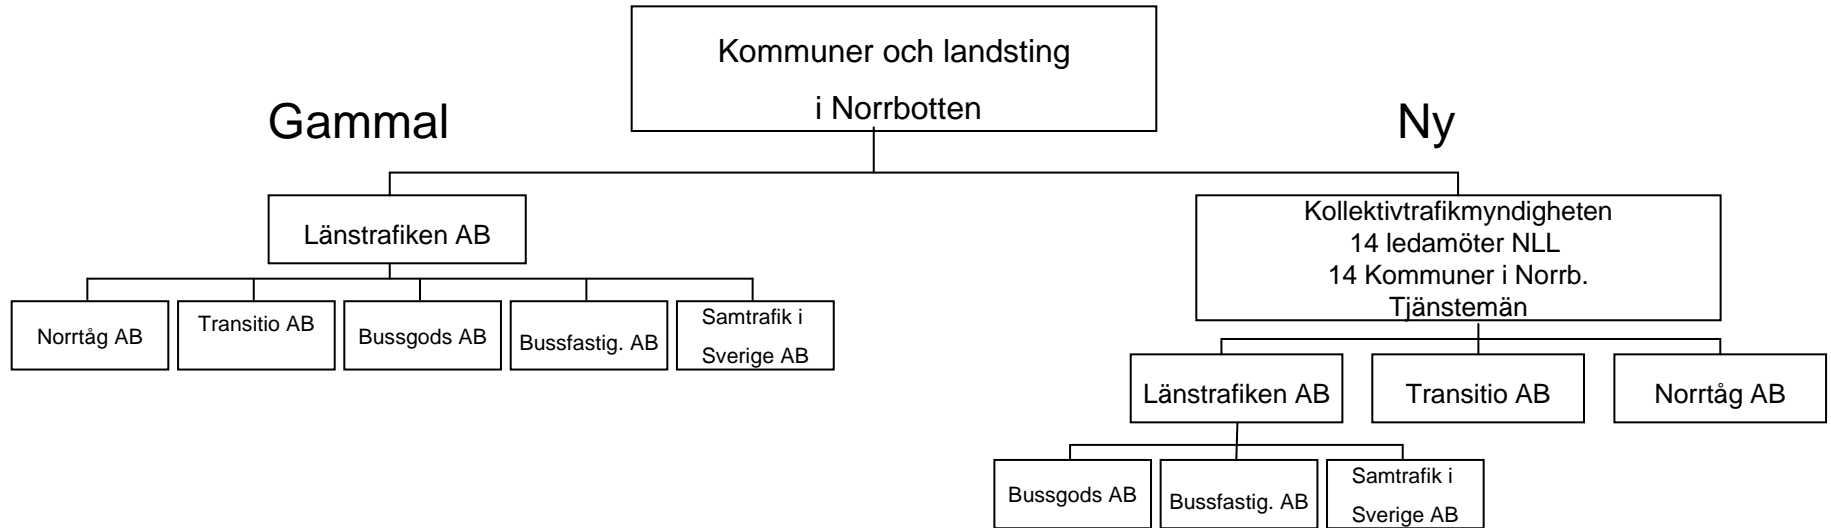 Kommuner och landsting
i Norrbotten
Gammal
Ny
Länstrafiken AB
Norrtåg AB
Transitio AB
Bussgods AB
Bussfastig. AB
Samtrafik i
Sverige AB
Kollektivtrafikmyndigheten
14 ledamöter NLL
14 Kommuner i Norrb.
Tjänstemän
Länstrafiken AB
Transitio AB
Norrtåg AB
Bussgods AB
Bussfastig. AB
Samtrafik i
Sverige AB